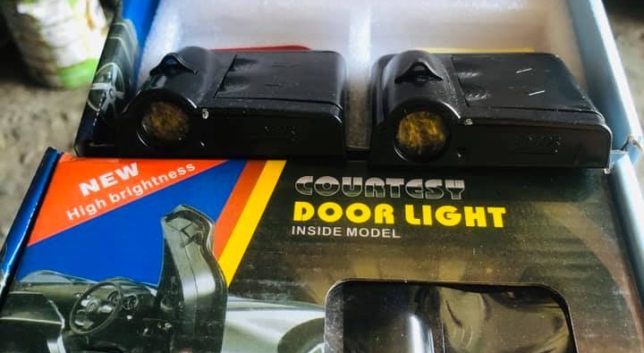 NEW
High brightness
COURTESY
DOOR LIGHT
INSIDE MODEL